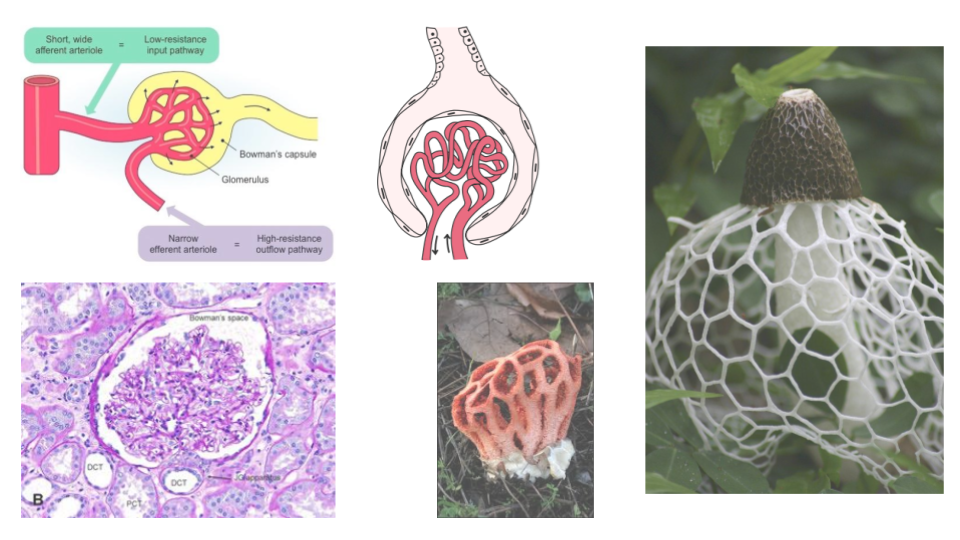 Short, wide
afferent arteriole
=
Low-resistance
input pathway
Bowman's capsule
Glomerulus
Narrow
efferent arteriole
=
High-resistance
outflow pathway
Bowman's space
DCT
DCT
PCT
B